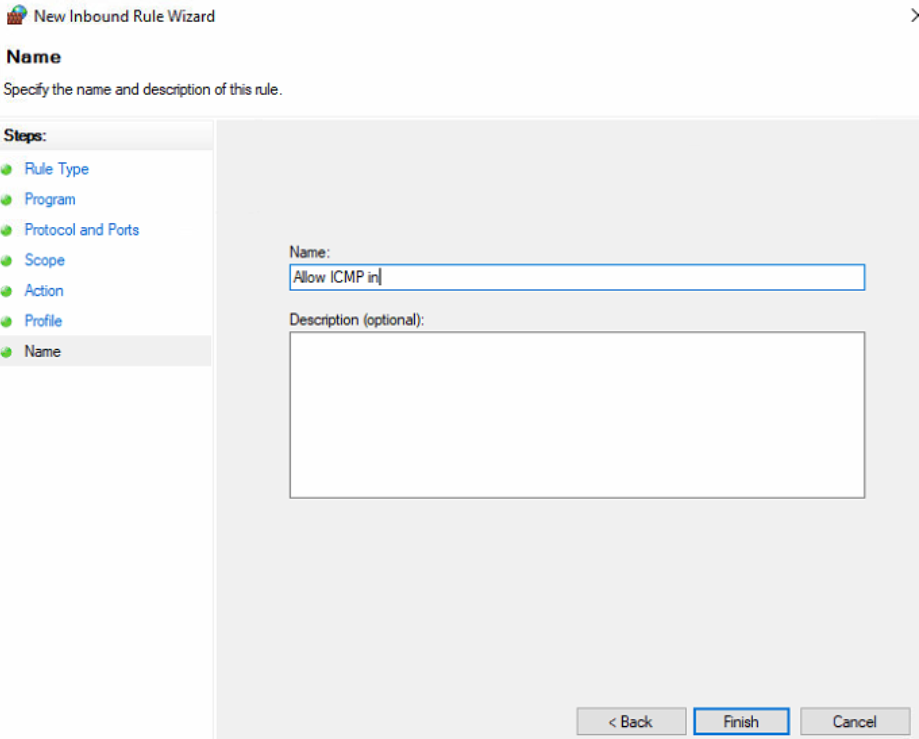 New Inbound Rule Wizard
Name
Specify the name and description of this rule.
Steps:
Rule Type
Program
Protocol and Ports
Scope
Action
Profile
Name
Name:
Allow ICMP in
Description (optional):
< Back Finish Cancel